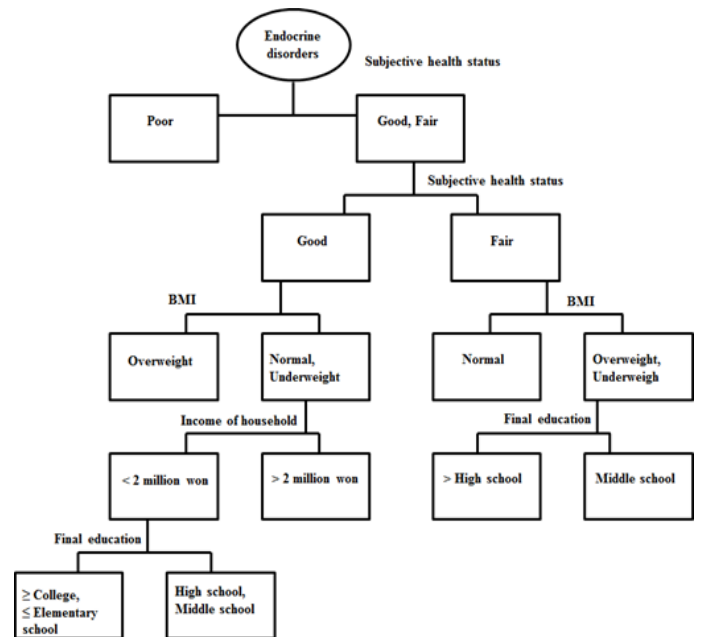 Endocrine
disorders
Subjective health status
Poor
Good, Fair
Subjective health status
Good
Fair
BMI
BMI
Overweight
Normal,
Underweight
Normal
Overweight,
Underweigh
Income of household
Final education
< 2 million won
> 2 million won
> High school
Middle school
Final education
≥ College,
≤ Elementary
school
High school,
Middle school